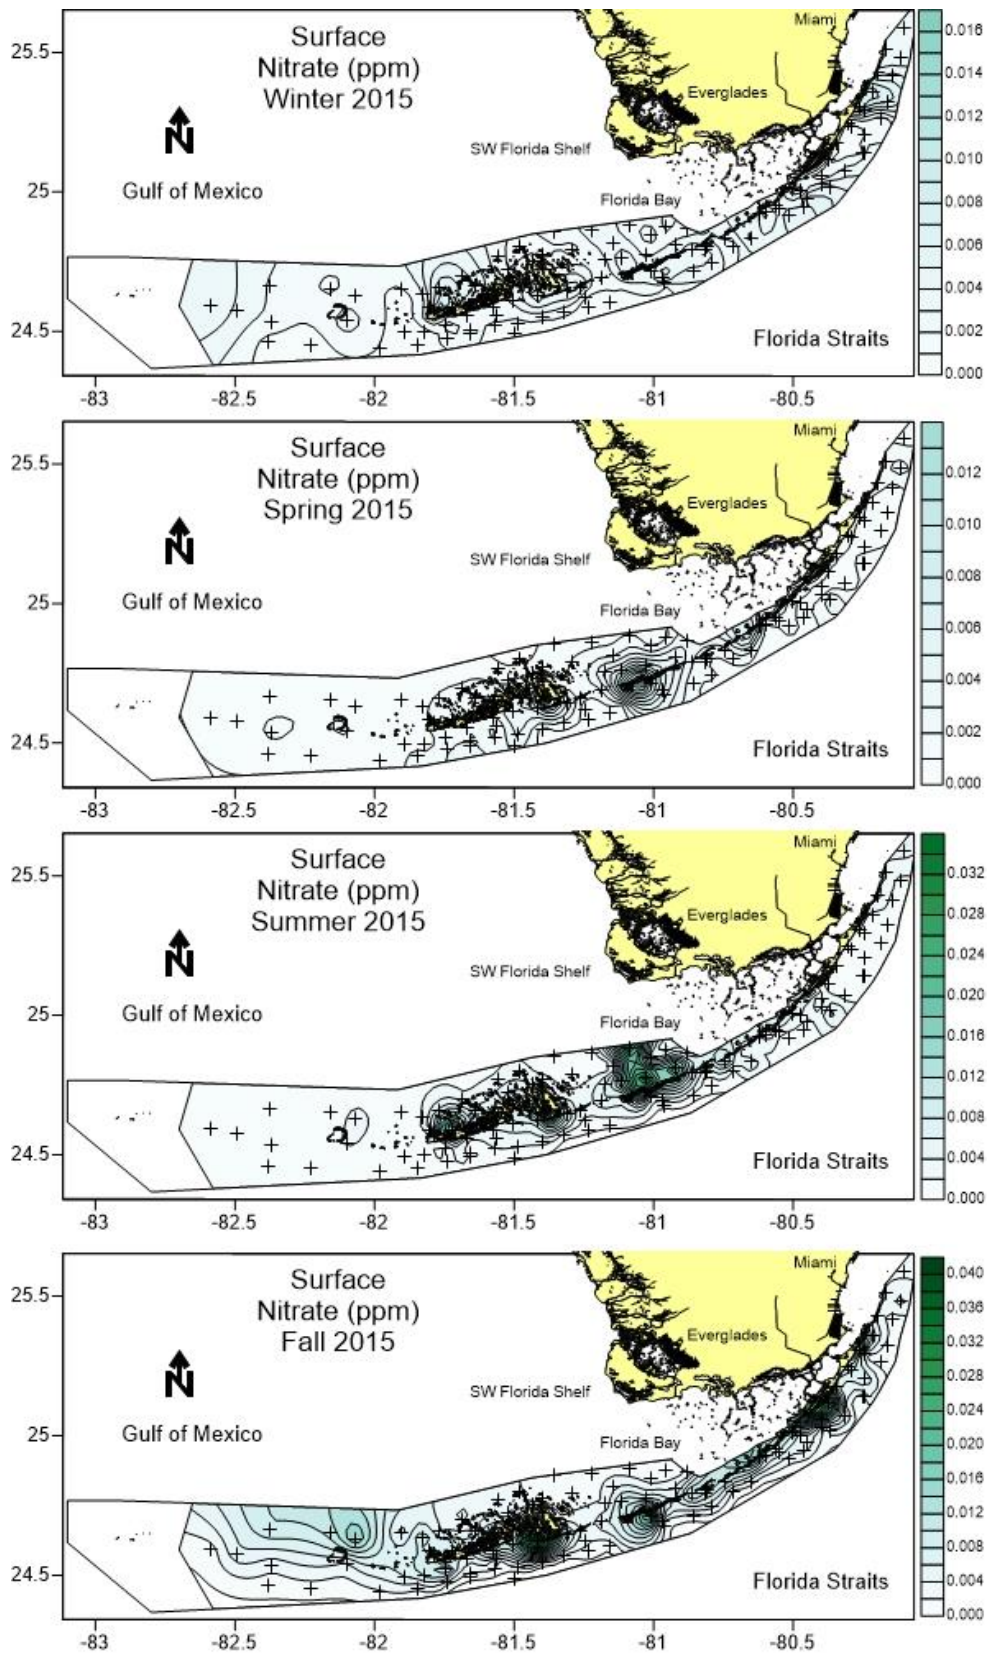 Surface
Nitrate (ppm)
Winter 2015
N
Gulf of Mexico
SW Florida Shelf
Florida Bay
Everglades
Miami
Florida Straits
25.5
25
24.5
-83 -82.5 -82 -81.5 -81 -80.5
0.016
0.014
0.012
0.010
0.008
0.006
0.004
0.002
0.000
Surface
Nitrate (ppm)
Spring 2015
N
Gulf of Mexico
SW Florida Shelf
Florida Bay
Everglades
Miami
Florida Straits
25.5
25
24.5
-83 -82.5 -82 -81.5 -81 -80.5
0.012
0.010
0.008
0.006
0.004
0.002
0.000
Surface
Nitrate (ppm)
Summer 2015
N
Gulf of Mexico
SW Florida Shelf
Florida Bay
Everglades
Miami
Florida Straits
25.5
25
24.5
-83 -82.5 -82 -81.5 -81 -80.5
0.032
0.028
0.024
0.020
0.016
0.012
0.008
0.004
0.000
Surface
Nitrate (ppm)
Fall 2015
N
Gulf of Mexico
SW Florida Shelf
Florida Bay
Everglades
Miami
Florida Straits
25.5
25
24.5
-83 -82.5 -82 -81.5 -81 -80.5
0.040
0.036
0.032
0.028
0.024
0.020
0.016
0.012
0.008
0.004
0.000